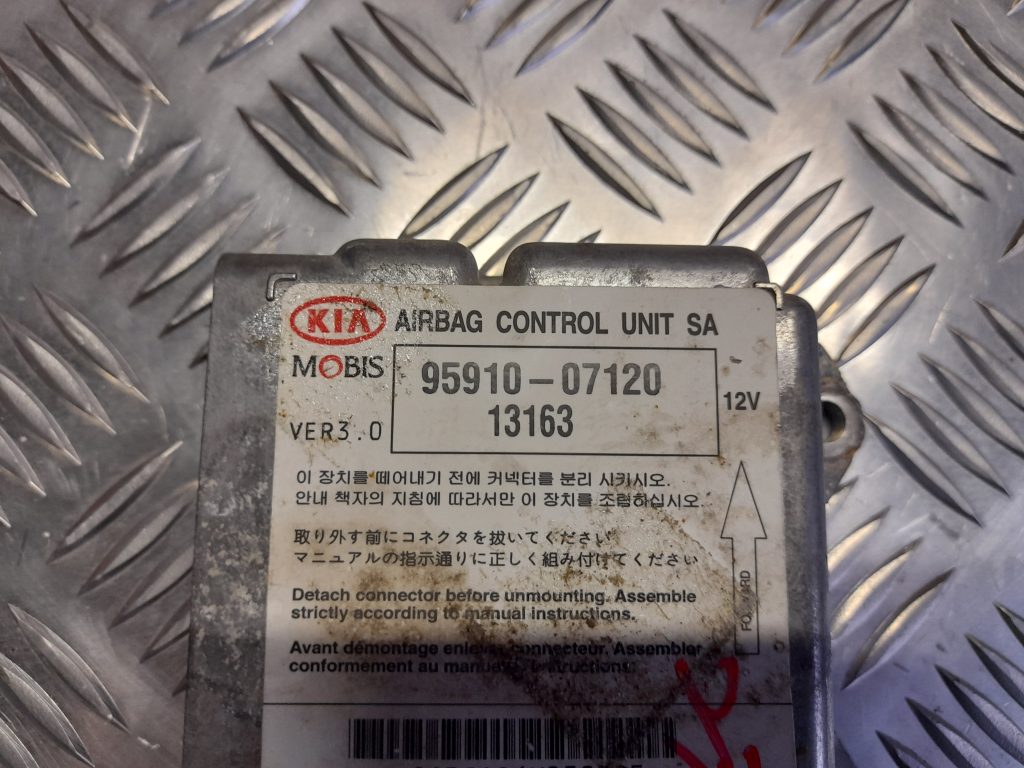 KIA AIRBAG CONTROL UNIT SA
MOBIS
95910-07120
13163
12V
VER3.0
이 장치를 떼어내기 전에 커넥터를 분리 시키시오.
안내 책자의 지침에 따라서만 이 장치를 조립하십시오.
取り外す前にコネクタを抜いてください
マニュアルの指示通りに正しく組み付けてください
Detach connector before unmounting. Assemble
strictly according to manual instructions.
Avant démontage enlever connecteur. Assembler
conformement au manuel
FORWARD